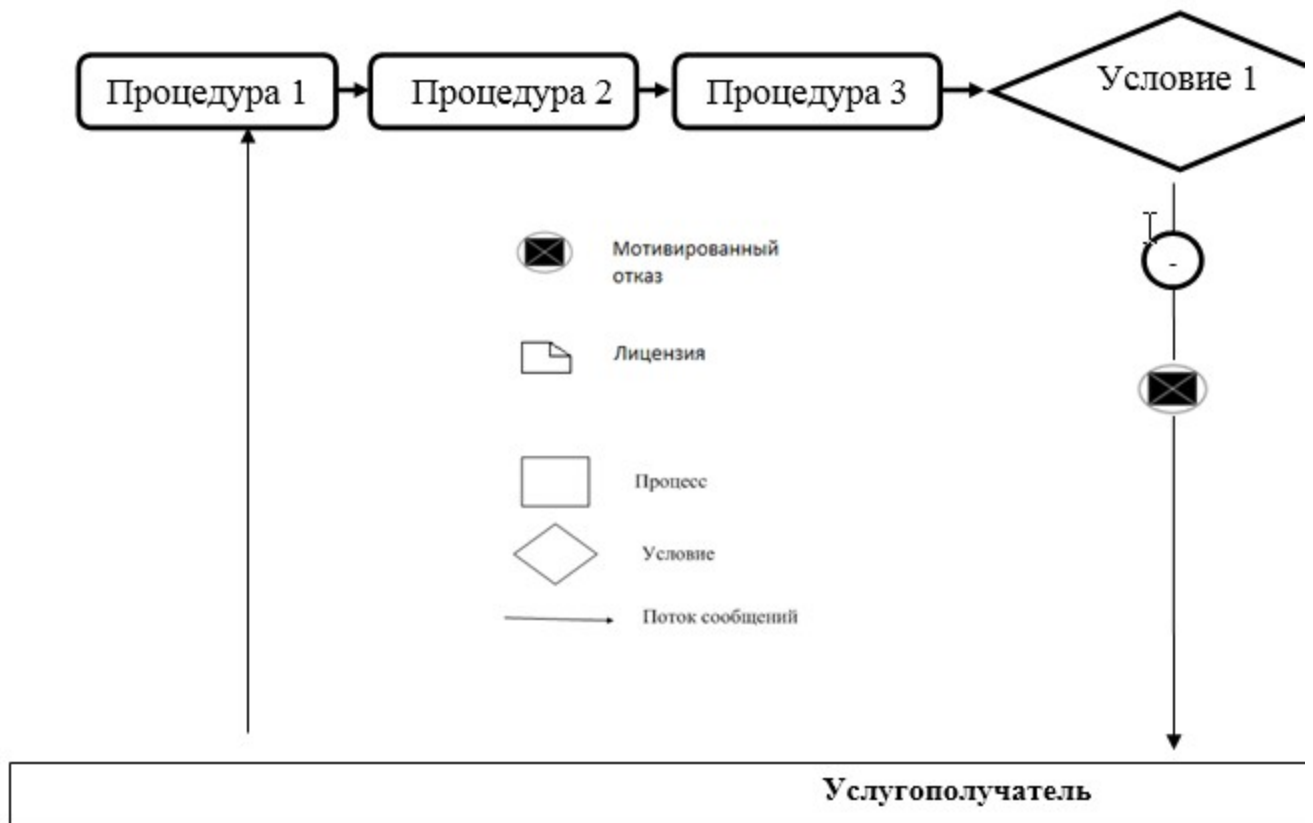 Процедура 1
Процедура 2
Процедура 3
Условие 1
Мотивированный
отказ
-
Лицензия
Процесс
Условие
Поток сообщений
Услугополучатель